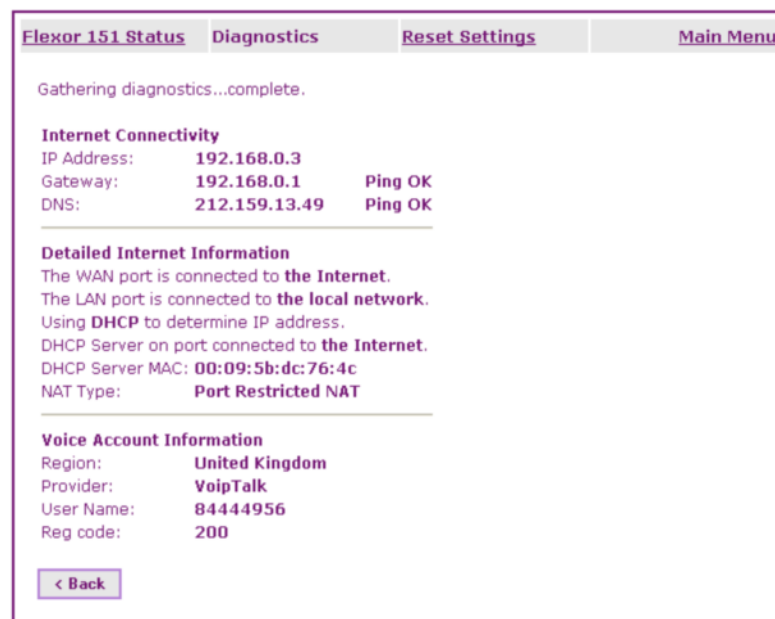 Flexor 151 Status Diagnostics Reset Settings Main Menu
Gathering diagnostics...complete.
Internet Connectivity
IP Address: 192.168.0.3
Gateway: 192.168.0.1 Ping OK
DNS: 212.159.13.49 Ping OK
Detailed Internet Information
The WAN port is connected to the Internet.
The LAN port is connected to the local network.
Using DHCP to determine IP address.
DHCP Server on port connected to the Internet.
DHCP Server MAC: 00:09:5b:dc:76:4c
NAT Type: Port Restricted NAT
Voice Account Information
Region: United Kingdom
Provider: VoipTalk
User Name: 84444956
Reg code: 200
< Back